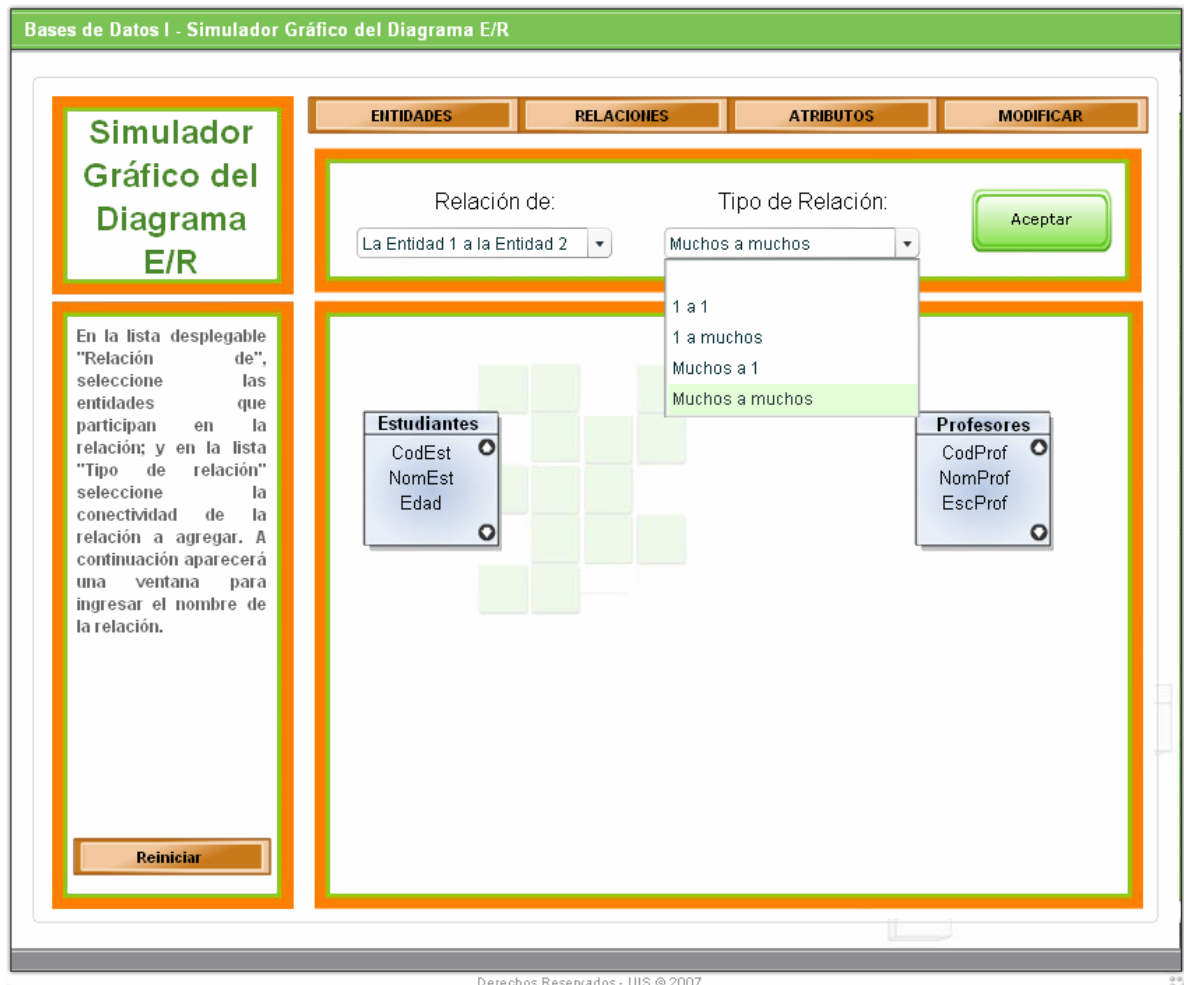 Bases de Datos I - Simulador Gráfico del Diagrama E/R
Simulador
Gráfico del
Diagrama
E/R
ENTIDADES
RELACIONES
ATRIBUTOS
MODIFICAR
Relación de:
La Entidad 1 a la Entidad 2
Tipo de Relación:
Muchos a muchos
1 a 1
1 a muchos
Muchos a 1
Muchos a muchos
Aceptar
En la lista desplegable
"Relación de",
seleccione las
entidades que
participan en la
relación; y en la lista
"Tipo de relación"
seleccione la
conectividad de la
relación a agregar. A
continuación aparecerá
una ventana para
ingresar el nombre de
la relación.
Reiniciar
Estudiantes
CodEst
NomEst
Edad
Profesores
CodProf
NomProf
EscProf
Derechos Reservados - UIS @ 2007